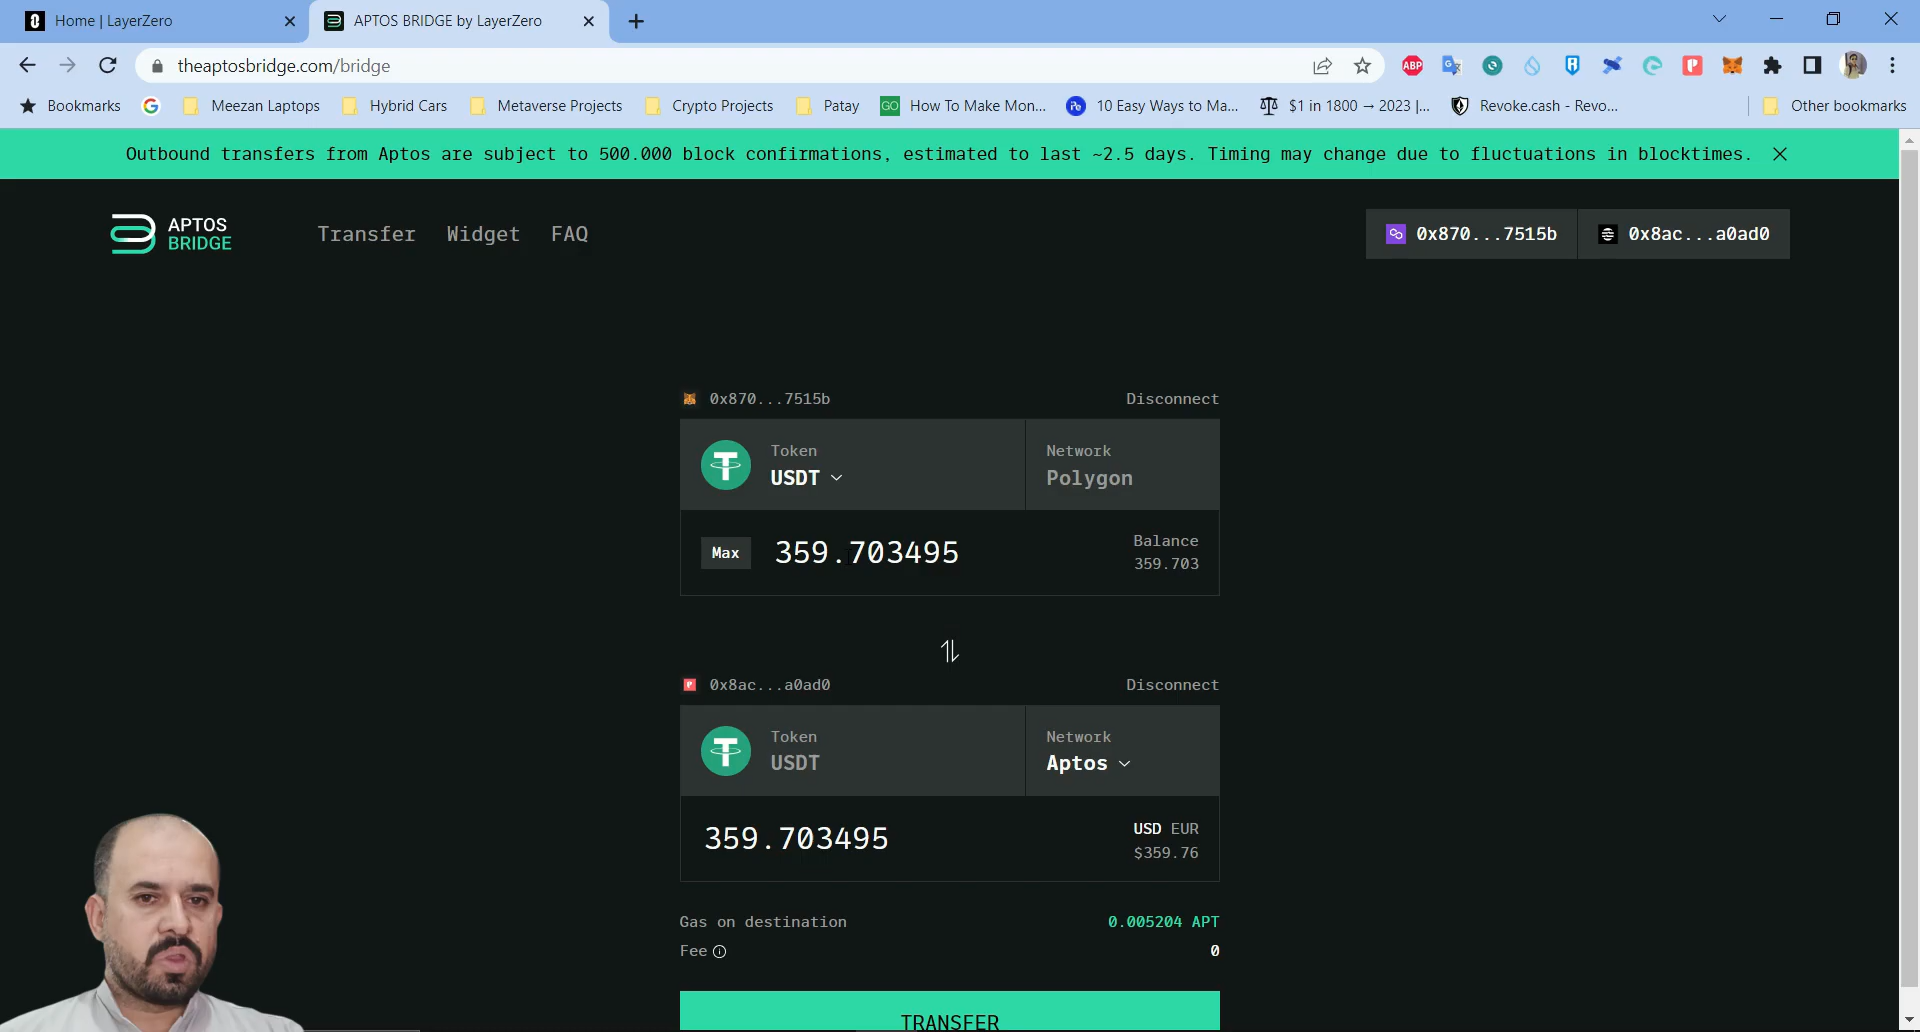 Home | LayerZero
APTOS BRIDGE by LayerZero
theaptosbridge.com/bridge
ABP
Bookmarks
Meezan Laptops
Hybrid Cars
Metaverse Projects
Crypto Projects
Patay
GO How To Make Mon...
10 Easy Ways to Ma...
$1 in 1800 → 2023 |...
Revoke.cash - Revo...
Other bookmarks
Outbound transfers from Aptos are subject to 500.000 block confirmations, estimated to last ~2.5 days. Timing may change due to fluctuations in blocktimes.
APTOS
BRIDGE
Transfer
Widget
FAQ
0x870...7515b
0x8ac...a0ad0
0x870...7515b
Disconnect
Token
USDT
Network
Polygon
Max
359.703495
Balance
359.703
0x8ac...a0ad0
Disconnect
Token
USDT
Network
Aptos
359.703495
USD EUR
$359.76
Gas on destination
0.005204 APT
Fee
0
TRANSFER